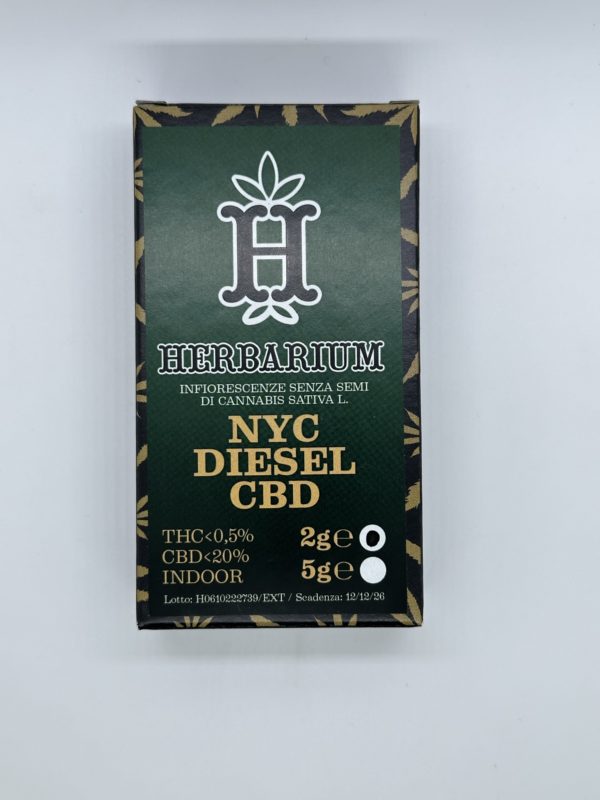 H
HERBARIUM
INFIORESCENZE SENZA SEMI
DI CANNABIS SATIVA L.
NYC
DIESEL
CBD
THC<0,5% 2g℮
CBD<20% 5g℮
INDOOR
Lotto: H0610222739/EXT / Scadenza: 12/12/26